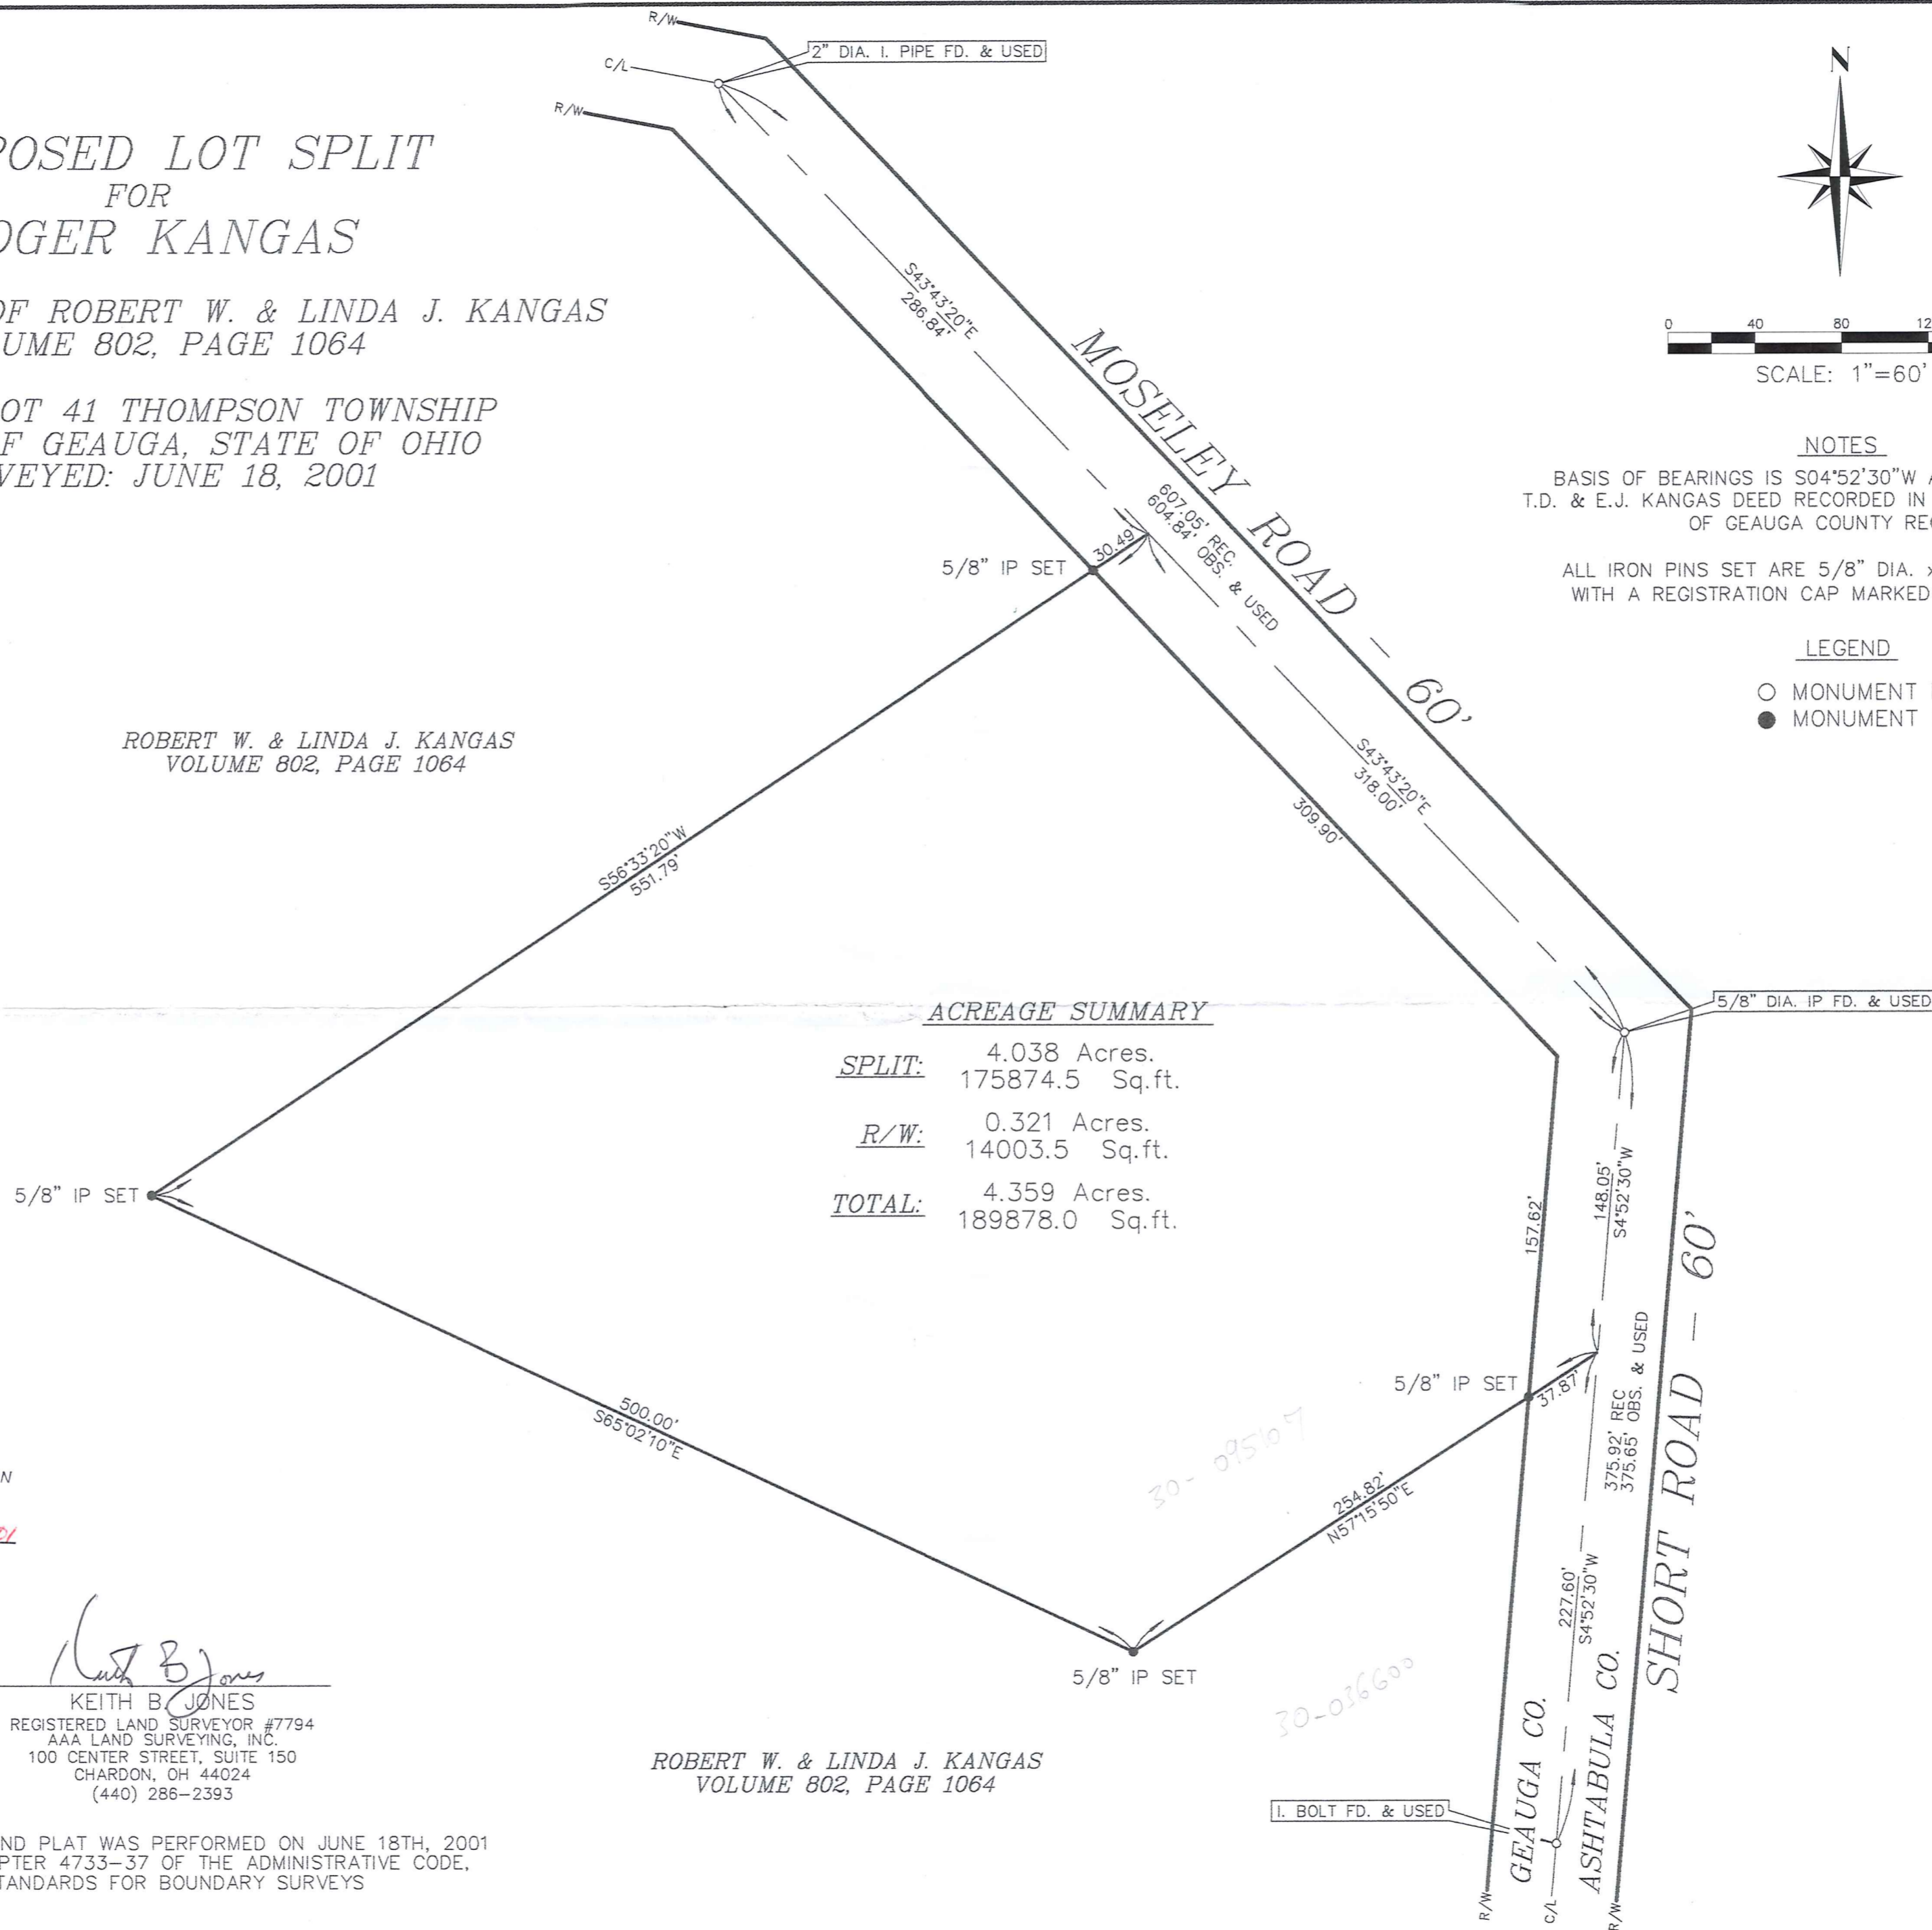 POSED LOT SPLIT
FOR
OGER KANGAS
OF ROBERT W. & LINDA J. KANGAS
UME 802, PAGE 1064
OT 41 THOMPSON TOWNSHIP
F GEAUGA, STATE OF OHIO
VEYED: JUNE 18, 2001
R/W
C/L
R/W
2" DIA. I. PIPE FD. & USED
N
0 40 80 12
SCALE: 1"=60'
NOTES
BASIS OF BEARINGS IS S04°52'30"W A
T.D. & E.J. KANGAS DEED RECORDED IN
OF GEAUGA COUNTY REC
ALL IRON PINS SET ARE 5/8" DIA. x
WITH A REGISTRATION CAP MARKED
LEGEND
MONUMENT
MONUMENT
S43°43'20"E
286.84'
MOSELEY ROAD - 60'
607.05' REC.
604.84' OBS. & USED
30.49
5/8" IP SET
S43°43'20"E
318.00'
309.90'
ROBERT W. & LINDA J. KANGAS
VOLUME 802, PAGE 1064
S56°33'20"W
551.79'
5/8" DIA. IP FD. & USED
ACREAGE SUMMARY
SPLIT: 4.038 Acres.
175874.5 Sq.ft.
R/W: 0.321 Acres.
14003.5 Sq.ft.
TOTAL: 4.359 Acres.
189878.0 Sq.ft.
5/8" IP SET
157.62'
148.05'
S4°52'30"W
5/8" IP SET
37.87'
375.92' REC
375.65' OBS. & USED
SHORT ROAD - 60'
500.00'
S65°02'10"E
30-095107
254.82'
N57°15'50"E
227.60'
S4°52'30"W
5/8" IP SET
30-036600
GEAUGA CO.
ASHTABULA CO.
I. BOLT FD. & USED
R/W
C/L
R/W
ROBERT W. & LINDA J. KANGAS
VOLUME 802, PAGE 1064
N
01
Keith B Jones
KEITH B. JONES
REGISTERED LAND SURVEYOR #7794
AAA LAND SURVEYING, INC.
100 CENTER STREET, SUITE 150
CHARDON, OH 44024
(440) 286-2393
ND PLAT WAS PERFORMED ON JUNE 18TH, 2001
PTER 4733-37 OF THE ADMINISTRATIVE CODE,
TANDARDS FOR BOUNDARY SURVEYS